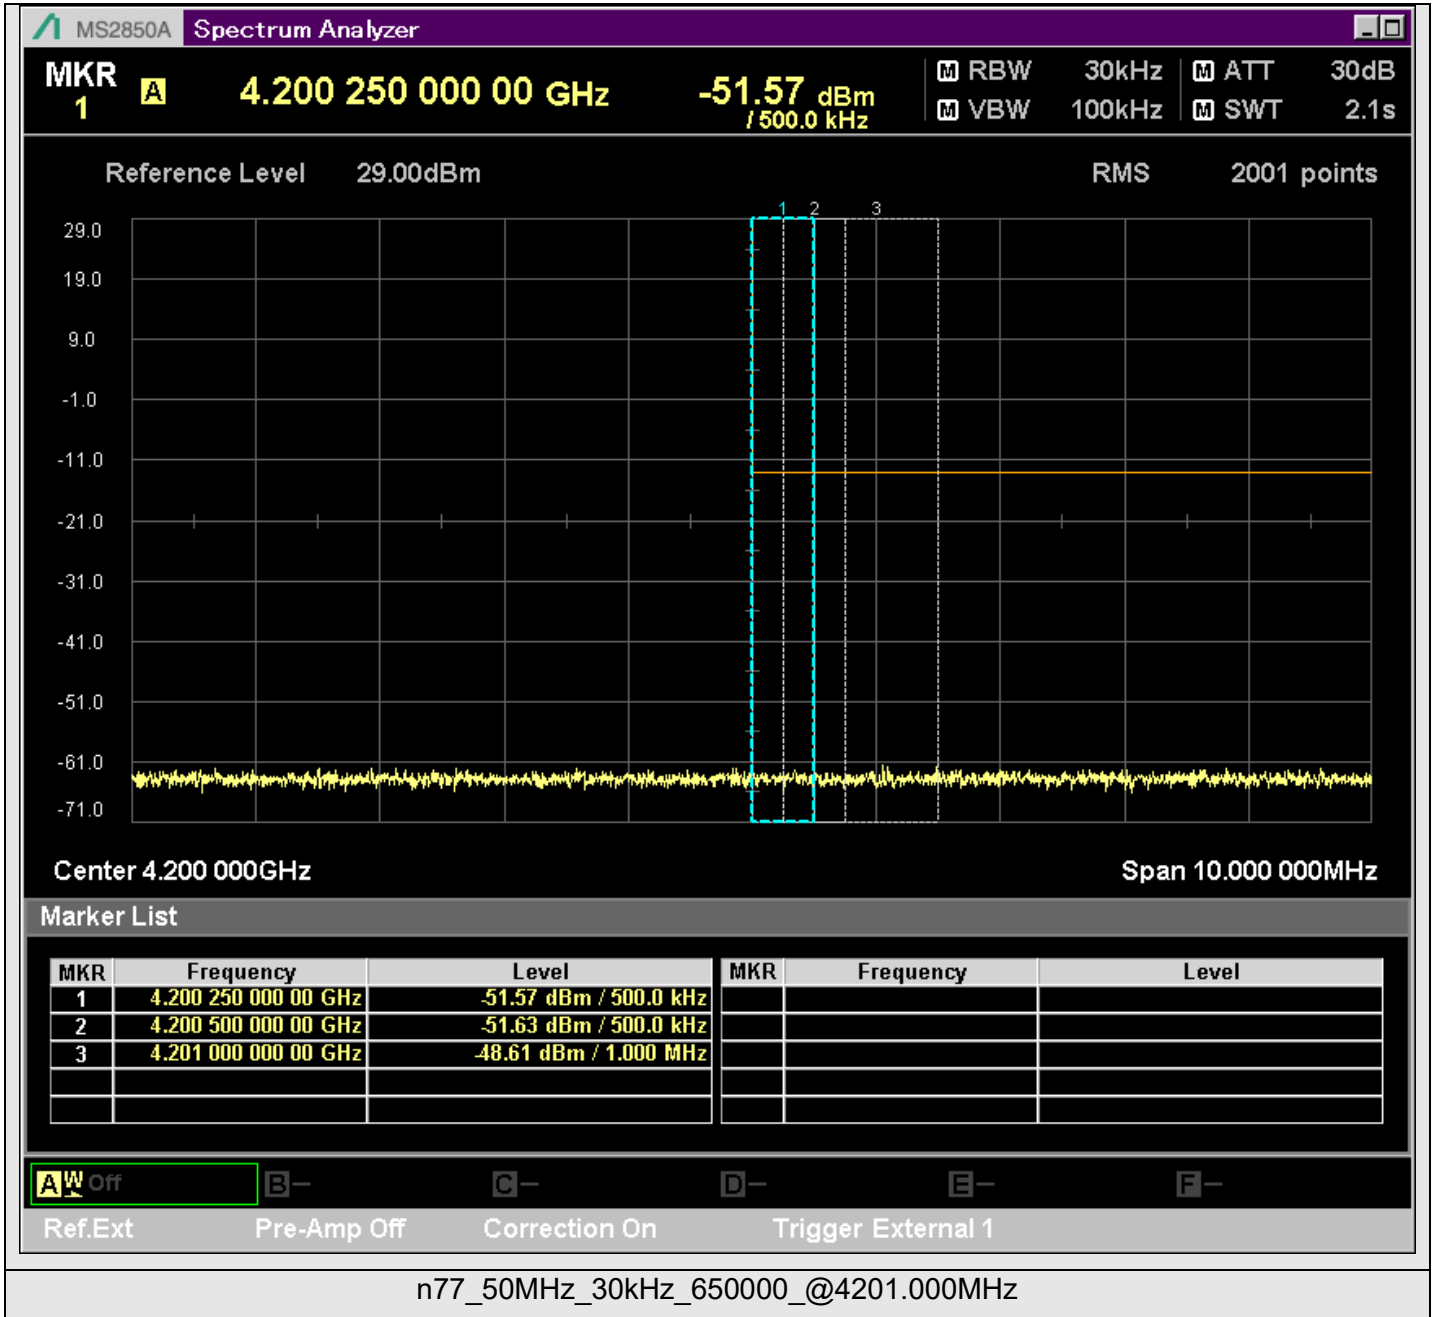 MS2850A Spectrum Analyzer
MKR 1 A 4.200 250 000 00 GHz -51.57 dBm / 500.0 kHz
M RBW 30kHz M ATT 30dB
M VBW 100kHz M SWT 2.1s
Reference Level 29.00dBm RMS 2001 points
1 2 3
29.0
19.0
9.0
-1.0
-11.0
-21.0
-31.0
-41.0
-51.0
-61.0
-71.0
Center 4.200 000GHz Span 10.000 000MHz
Marker List
MKR Frequency Level MKR Frequency Level
1 4.200 250 000 00 GHz -51.57 dBm / 500.0 kHz
2 4.200 500 000 00 GHz -51.63 dBm / 500.0 kHz
3 4.201 000 000 00 GHz -48.61 dBm / 1.000 MHz
A W Off B - C - D - E - F -
Ref.Ext Pre-Amp Off Correction On Trigger External 1
n77_50MHz_30kHz_650000_@4201.000MHz